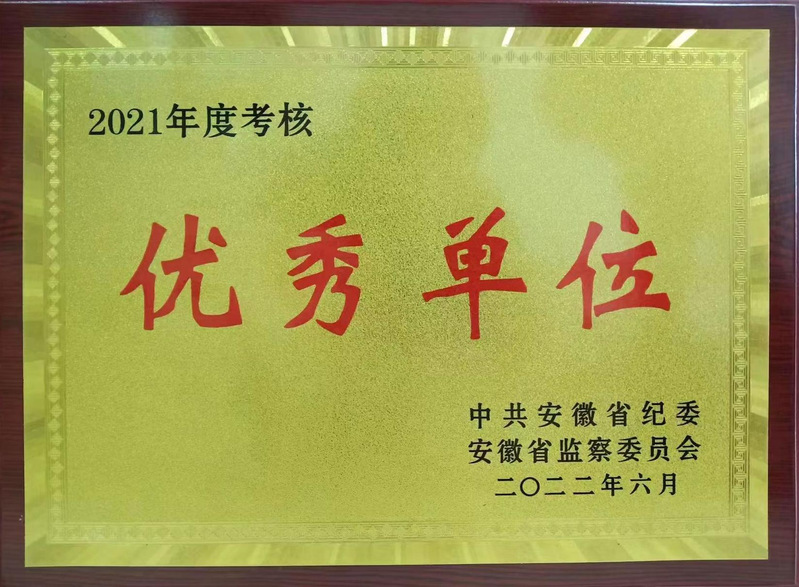 2021年度考核
优秀单位
中共安徽省纪委
安徽省监察委员会
二〇二二年六月